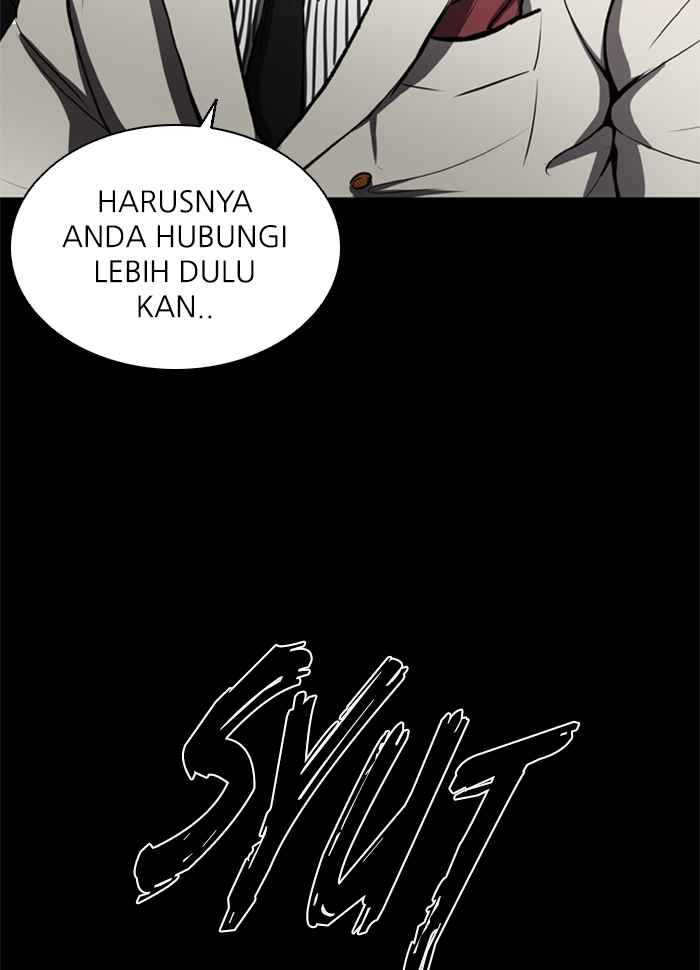 HARUSNYA
ANDA HUBUNGI
LEBIH DULU
KAN..
SYUT